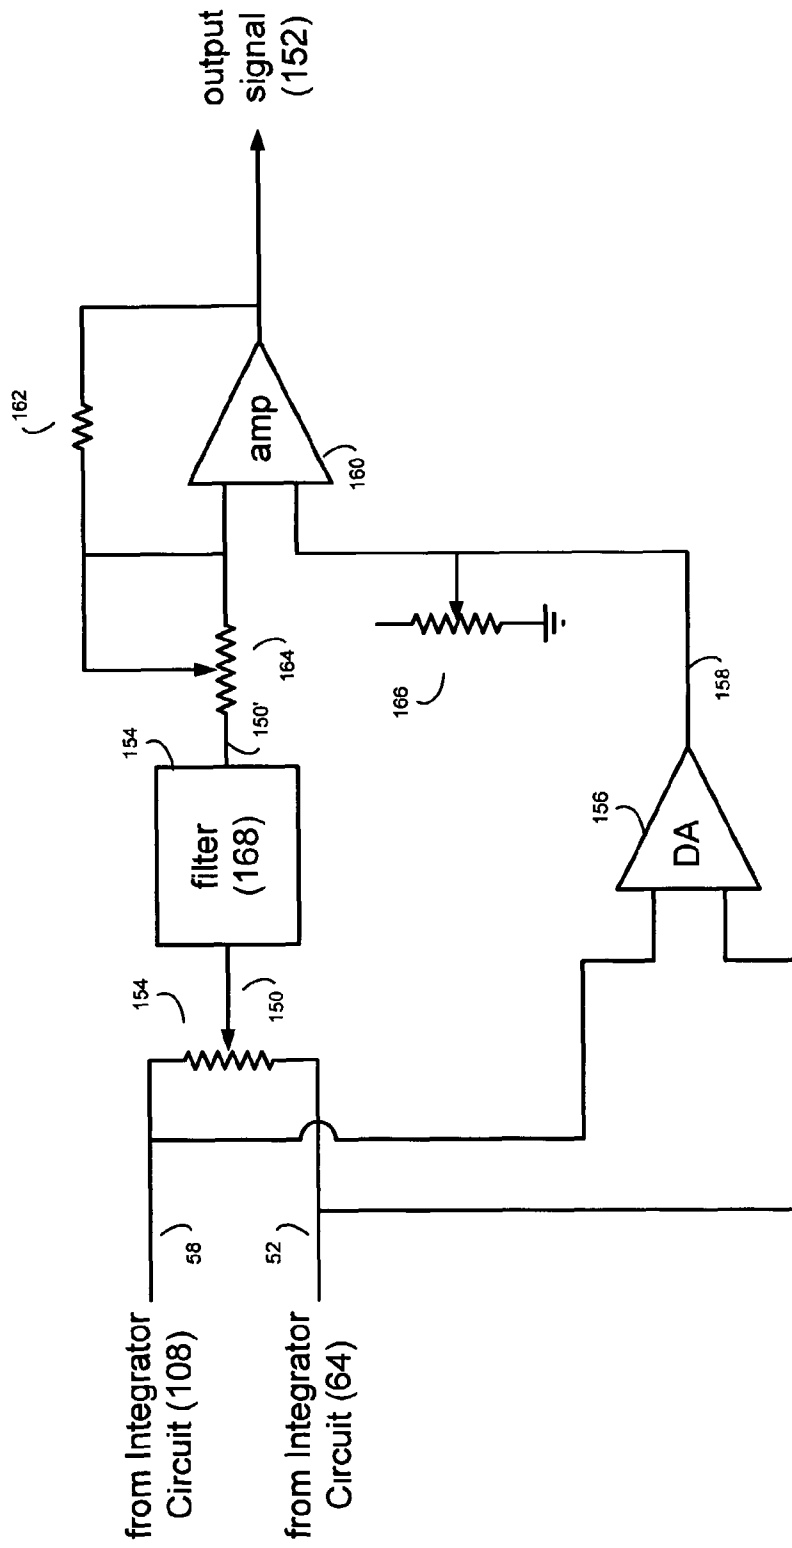 from Integrator
Circuit (108)
from Integrator
Circuit (64)
58
52
154
150
154
filter
(168)
150'
164
162
amp
160
166
156
DA
158
output
signal
(152)